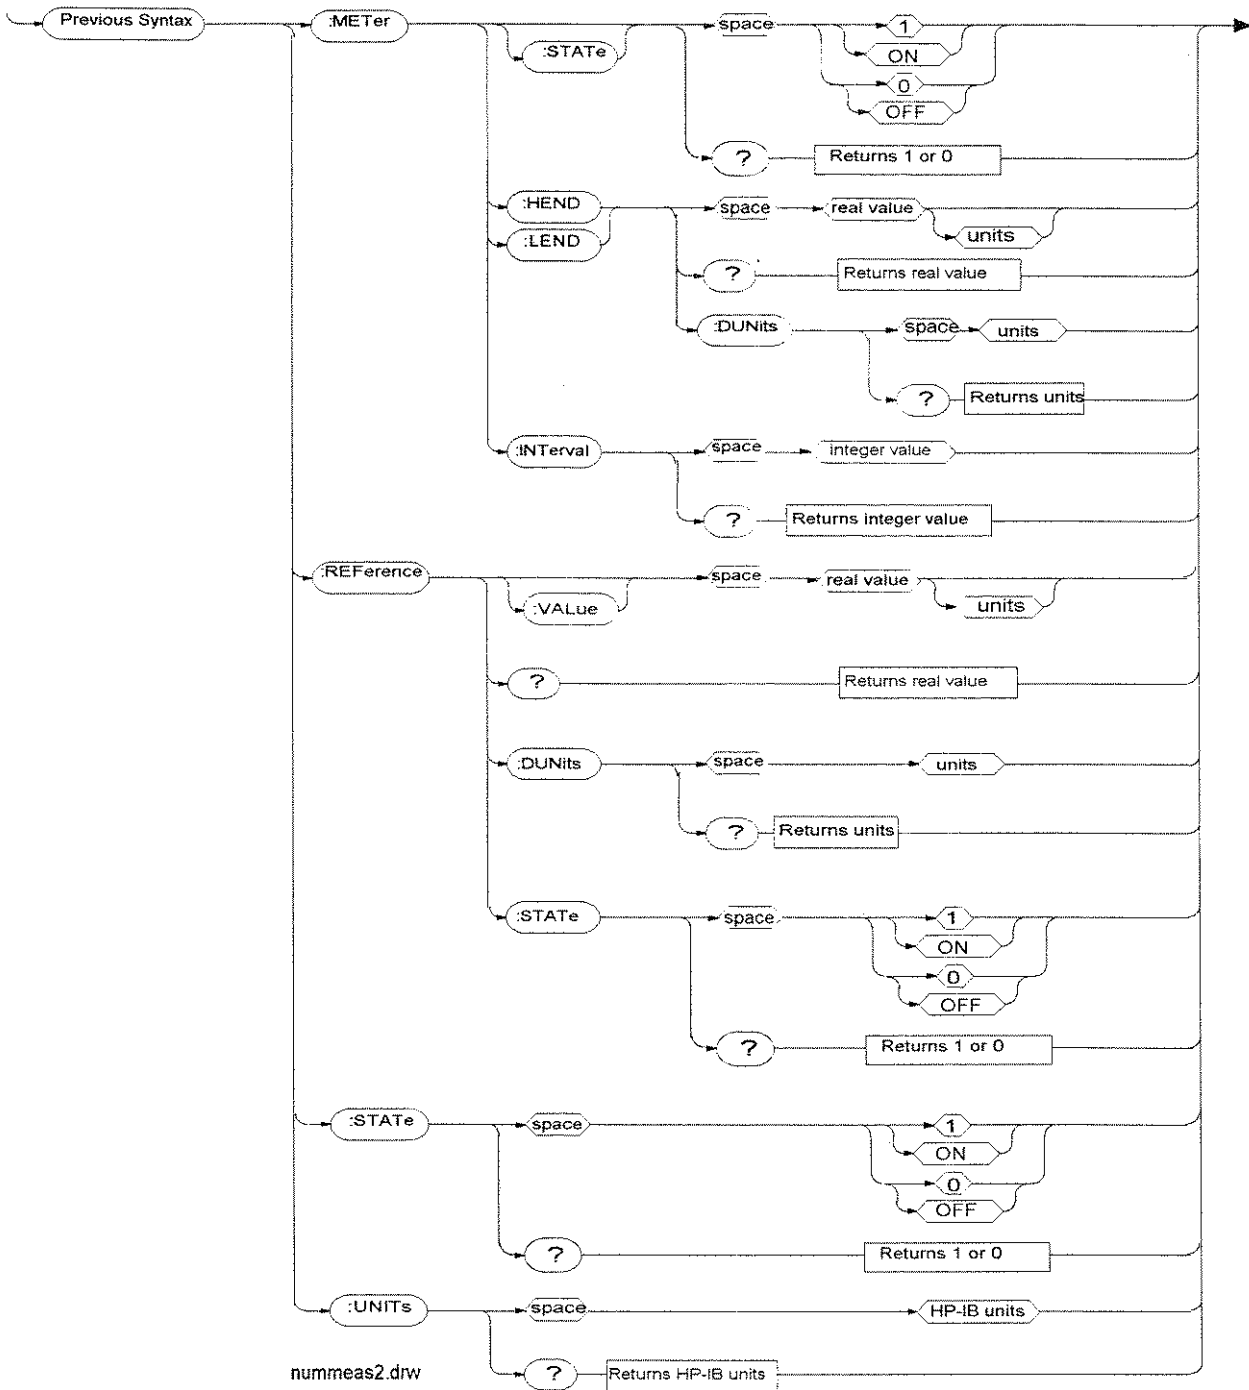 Previous Syntax :METer space 1
:STATe ON
0
OFF
? Returns 1 or 0
:HEND space real value
:LEND units
? Returns real value
:DUNits space units
? Returns units
:INTerval space integer value
? Returns integer value
:REFerence space real value
:VALue units
? Returns real value
:DUNits space units
? Returns units
:STATe space 1
ON
0
OFF
? Returns 1 or 0
:STATe space 1
ON
0
OFF
? Returns 1 or 0
:UNITs space HP-IB units
nummeas2.drw ? Returns HP-IB units